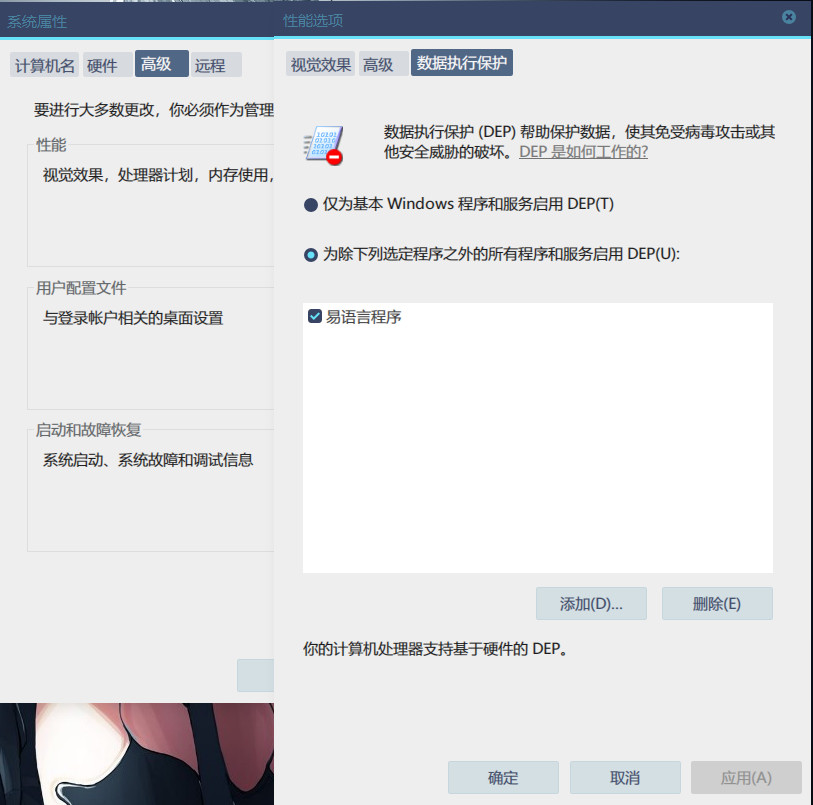 系统属性
计算机名 硬件 高级 远程
要进行大多数更改，你必须作为管理
性能
视觉效果，处理器计划，内存使用，
用户配置文件
与登录帐户相关的桌面设置
启动和故障恢复
系统启动、系统故障和调试信息
性能选项
视觉效果 高级 数据执行保护
数据执行保护 (DEP) 帮助保护数据，使其免受病毒攻击或其
他安全威胁的破坏。DEP 是如何工作的?
仅为基本 Windows 程序和服务启用 DEP(T)
为除下列选定程序之外的所有程序和服务启用 DEP(U):
易语言程序
添加(D)... 删除(E)
你的计算机处理器支持基于硬件的 DEP。
确定 取消 应用(A)